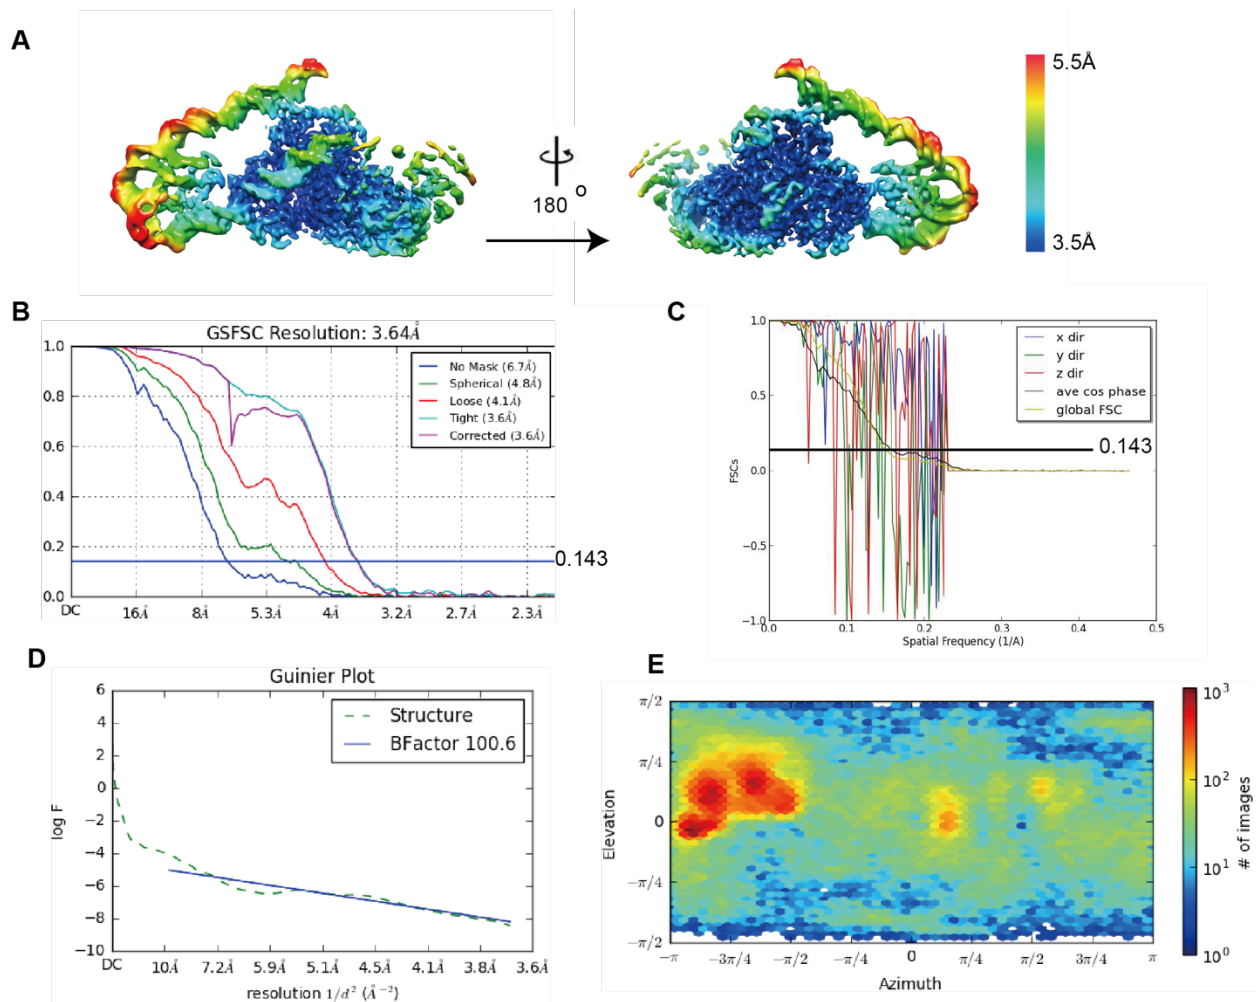 A
5.5Å
180 o
3.5Å
B
GSFSC Resolution: 3.64Å
1.0
0.8
0.6
0.4
0.2
0.0
No Mask (6.7Å)
Spherical (4.8Å)
Loose (4.1Å)
Tight (3.6Å)
Corrected (3.6Å)
0.143
DC 16Å 8Å 5.3Å 4Å 3.2Å 2.7Å 2.3Å
C
1.0
0.5
0.0
−0.5
−1.0
FSCs
x dir
y dir
z dir
ave cos phase
global FSC
0.143
0.0 0.1 0.2 0.3 0.4 0.5
Spatial Frequency (1/A)
D
Guinier Plot
6
4
2
0
−2
−4
−6
−8
−10
log F
Structure
BFactor 100.6
DC 10Å 7.2Å 5.9Å 5.1Å 4.5Å 4.1Å 3.8Å 3.6Å
resolution 1/d² (Å⁻²)
E
π/2
π/4
0
−π/4
−π/2
Elevation
−π −3π/4 −π/2 −π/4 0 π/4 π/2 3π/4 π
Azimuth
10³
10²
10¹
10⁰
# of images